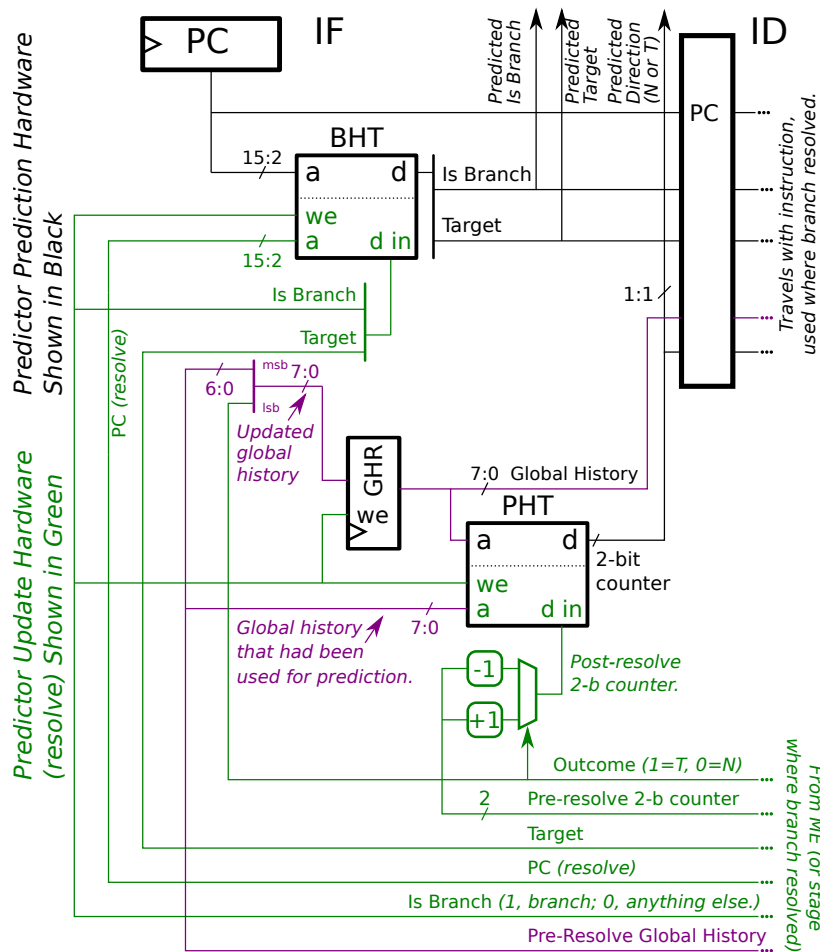 PC
IF
ID
Predicted
Is Branch
Predicted
Target
Predicted
Direction
(N or T)
Predictor Prediction Hardware
Shown in Black
BHT
PC
15:2
a
d
Is Branch
we
Target
a
d in
15:2
Travels with instruction,
used where branch resolved.
Is Branch
1:1
Target
PC (resolve)
6:0
msb
7:0
lsb
Updated
global
history
GHR
we
7:0
Global History
PHT
a
d
2-bit
counter
we
a
d in
7:0
Global history
that had been
used for prediction.
Predictor Update Hardware
(resolve) Shown in Green
-1
+1
Post-resolve
2-b counter.
Outcome (1=T, 0=N)
2
Pre-resolve 2-b counter
Target
PC (resolve)
Is Branch (1, branch; 0, anything else.)
Pre-Resolve Global History
From ME (or stage
where branch resolved)